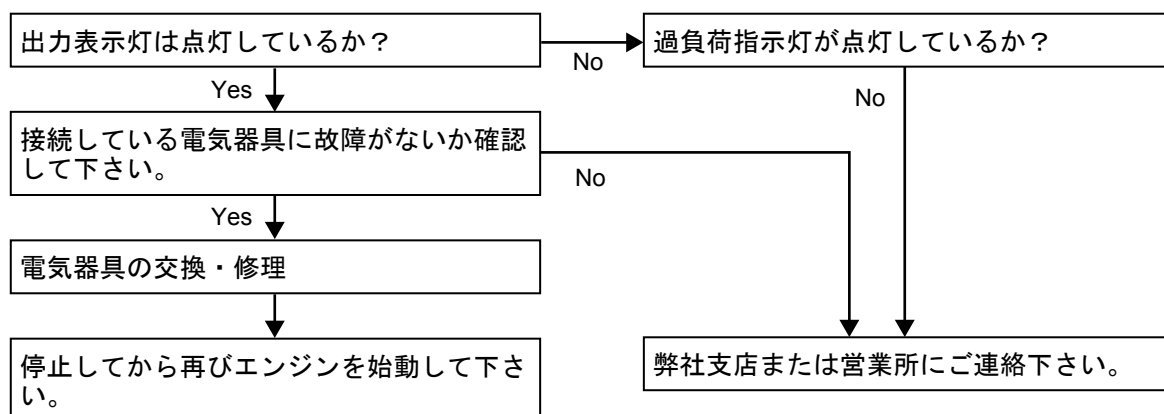 出力表示灯は点灯しているか？
No
過負荷指示灯が点灯しているか？
Yes
No
接続している電気器具に故障がないか確認
して下さい。
No
Yes
電気器具の交換・修理
停止してから再びエンジンを始動して下さ
い。
弊社支店または営業所にご連絡下さい。